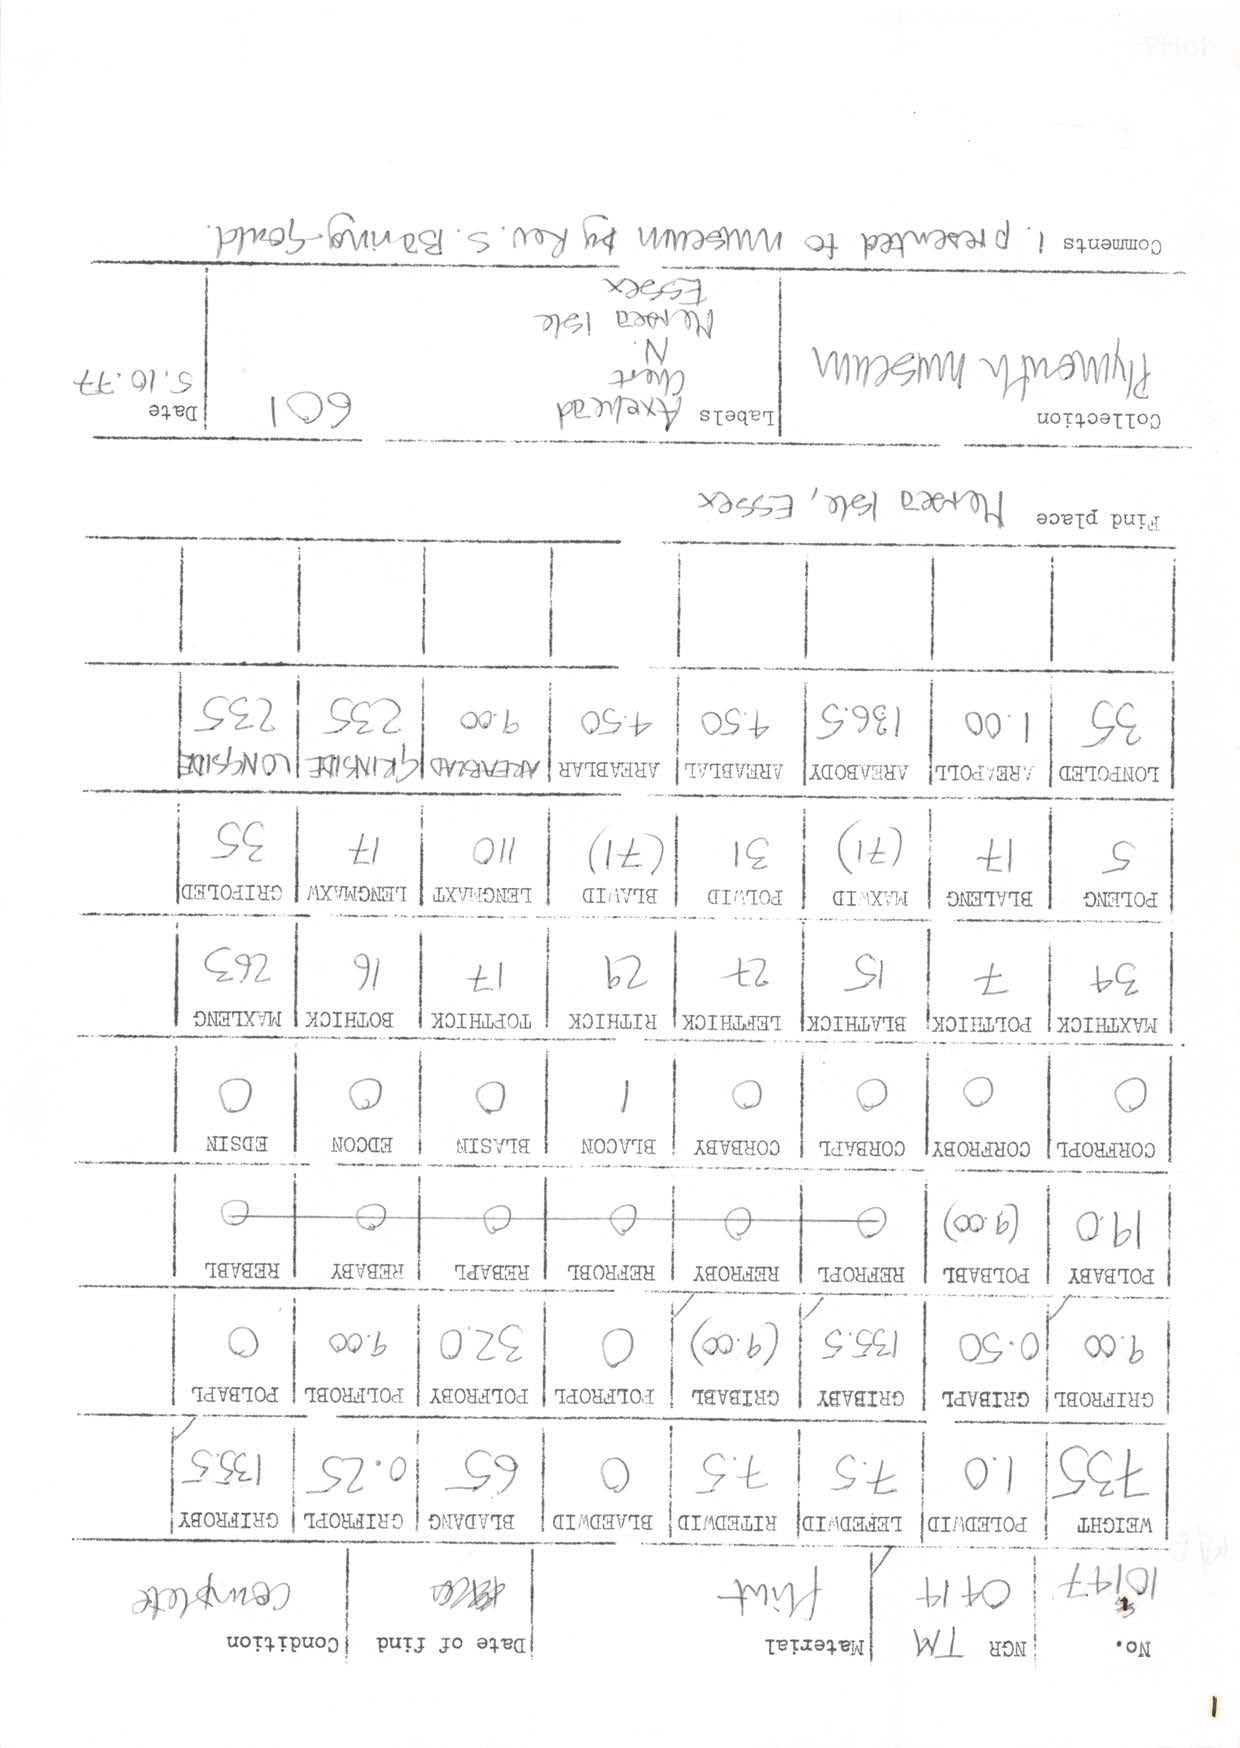 No. NGR TM Material Date of find Condition
10147 0414 flint complete
WEIGHT POLEDWID LEFEDWID RITEDWID BLAEDWID BLADANG GRIFROPL GRIFROBY
735 1.0 7.5 7.5 0 65 0.25 135.5
GRIFROBL GRIBAPL GRIBABY GRIBABL POLFROPL POLFROBY POLFROBL POLBAPL
9.00 0.50 135.5 (9.00) 0 32.0 9.00 0
POLBABY POLBABL REFROPL REFROBY REFROBL REBAPL REBABY REBABL
19.0 (9.00) 0 0 0 0 0 0
CORFROPL CORFROBY CORBAPL CORBABY BLACON BLASIN EDCON EDSIN
0 0 0 0 1 0 0 0
MAXTHICK POLTHICK BLATHICK LEFTHICK RITHICK TOPTHICK BOTHICK MAXLENG
34 7 15 27 29 17 16 263
POLENG BLALENG MAXWID POLWID BLAWID LENGMAXT LENGMAXW GRIPOLED
5 17 (71) 31 (71) 110 17 35
LONPOLED AREAPOLL AREABODY AREABLAL AREABLAR AREABLAD GRINSIDE LONGSIDE
35 1.00 136.5 4.50 4.50 9.00 235 235
Find place Mersea Isle, Essex
Collection Labels Axehead 601 Date
Plymouth museum Chert 5.10.77
N.
Mersea Isle
Essex
Comments 1. presented to museum by Rev. S. Baring-Gould.
1